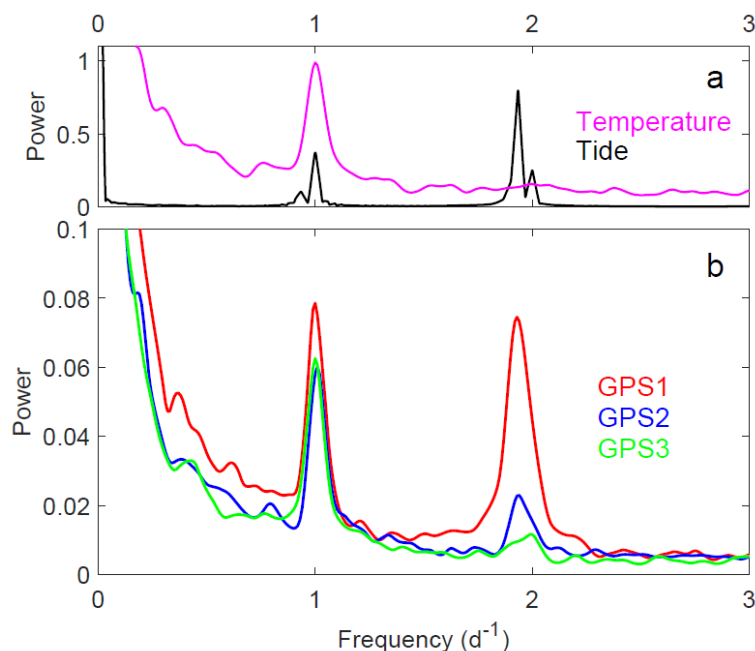 0 1 2 3
1
0.5
0
Power
a
Temperature
Tide
0.1
0.08
0.06
0.04
0.02
0
Power
b
GPS1
GPS2
GPS3
0 1 2 3
Frequency (d⁻¹)